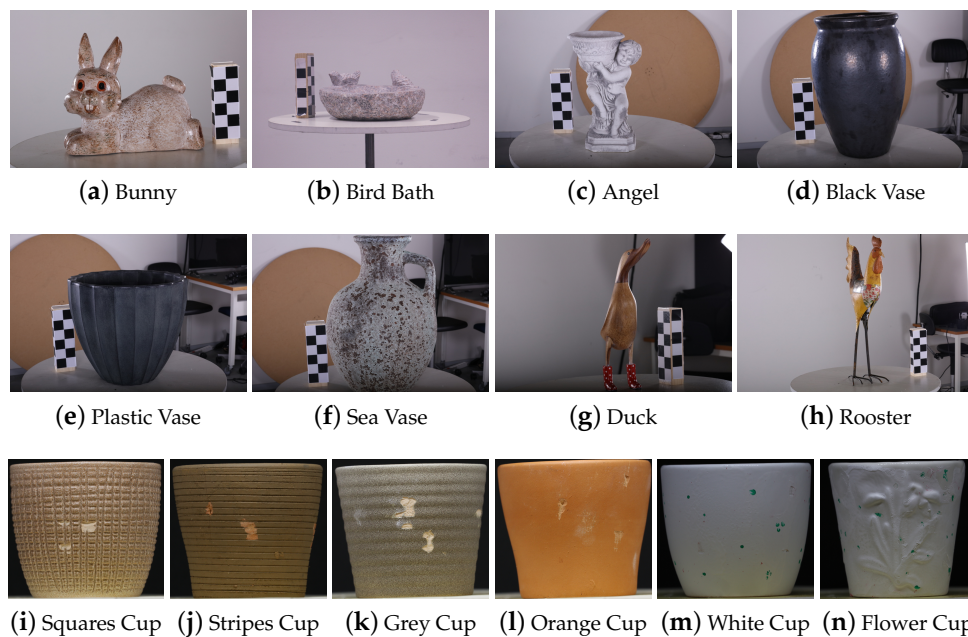 (a) Bunny
(b) Bird Bath
(c) Angel
(d) Black Vase
(e) Plastic Vase
(f) Sea Vase
(g) Duck
(h) Rooster
(i) Squares Cup
(j) Stripes Cup
(k) Grey Cup
(l) Orange Cup
(m) White Cup
(n) Flower Cup